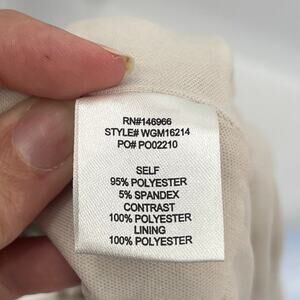 RN#146966
STYLE# WGM16214
PO# PO02210
SELF
95% POLYESTER
5% SPANDEX
CONTRAST
100% POLYESTER
LINING
100% POLYESTER